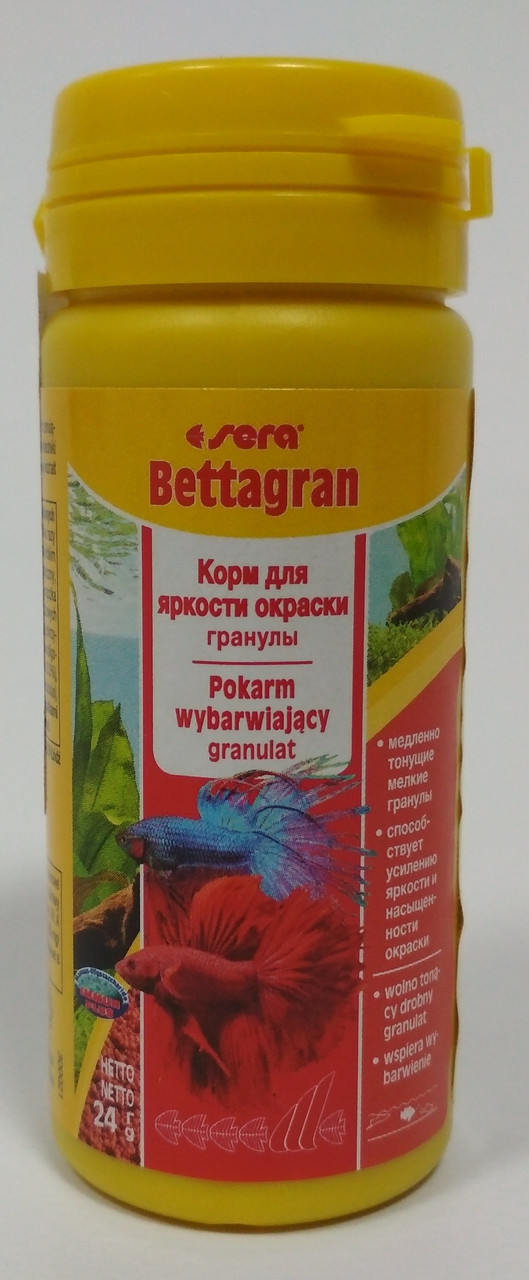 sera
Bettagran
Корм для
яркости окраски
гранулы
Pokarm
wybarwiający
granulat
• медленно
тонущие
мелкие
гранулы
• способ-
ствует
усилению
яркости и
насыщен-
ности
окраски
• wolno toną-
cy drobny
granulat
• wspiera wy-
barwienie
НЕТТО
NETTO
24 г
g